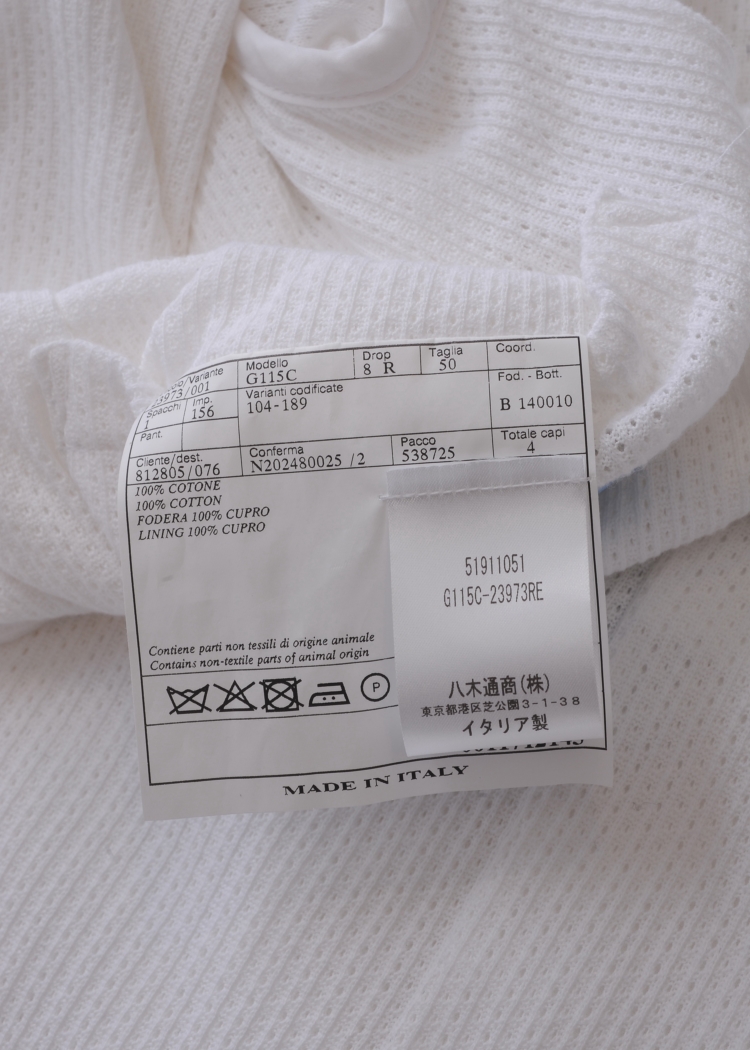 /Variante
Modello
Drop
Taglia
Coord.
3973/001
G115C
8 R
50
Spacchi
Imp.
Varianti codificate
Fod. - Bott.
1
156
104-189
B 140010
Pant.
Cliente/dest.
Conferma
Pacco
Totale capi
812805/076
N202480025 /2
538725
4
100% COTONE
100% COTTON
FODERA 100% CUPRO
LINING 100% CUPRO
51911051
G115C-23973RE
Contiene parti non tessili di origine animale
Contains non-textile parts of animal origin
P
八木通商(株)
東京都港区芝公園3-1-38
イタリア製
MADE IN ITALY